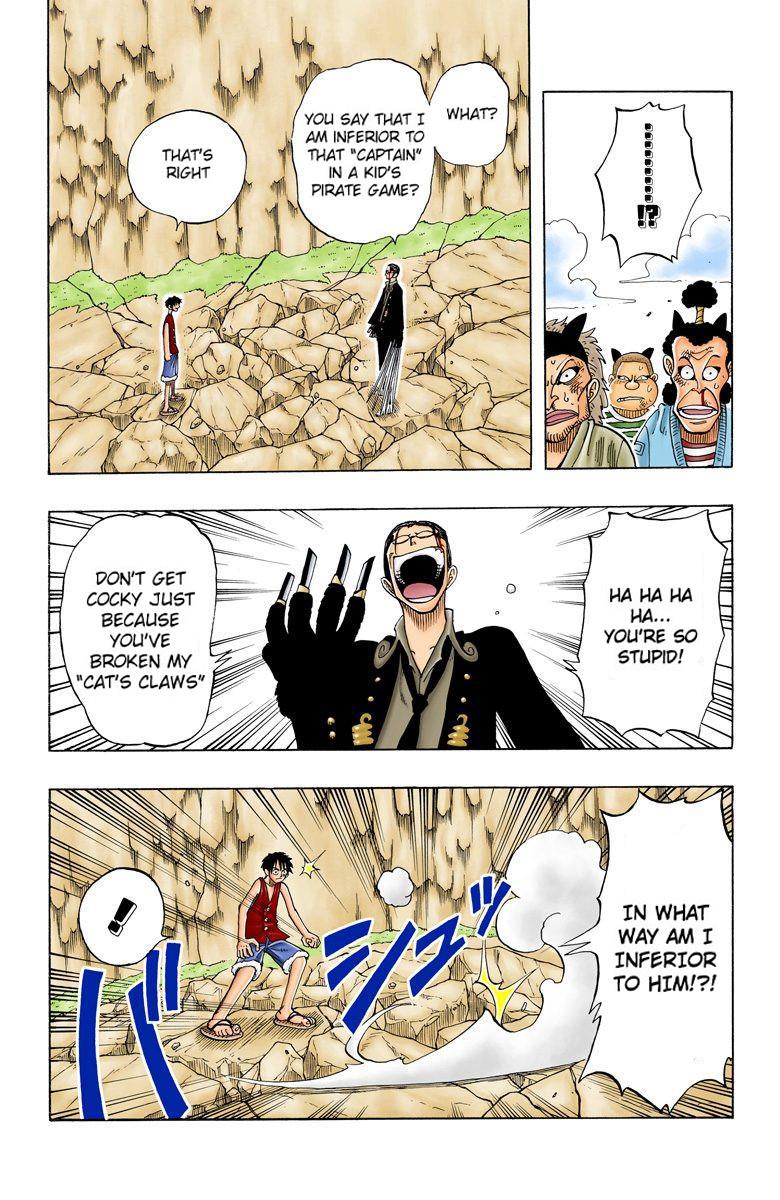 ............!?
WHAT?
YOU SAY THAT I
AM INFERIOR TO
THAT "CAPTAIN"
IN A KID'S
PIRATE GAME?
THAT'S
RIGHT
HA HA HA
HA...
YOU'RE SO
STUPID!
DON'T GET
COCKY JUST
BECAUSE
YOU'VE
BROKEN MY
"CAT'S CLAWS"
IN WHAT
WAY AM I
INFERIOR
TO HIM!?!
シュッ
!
バ